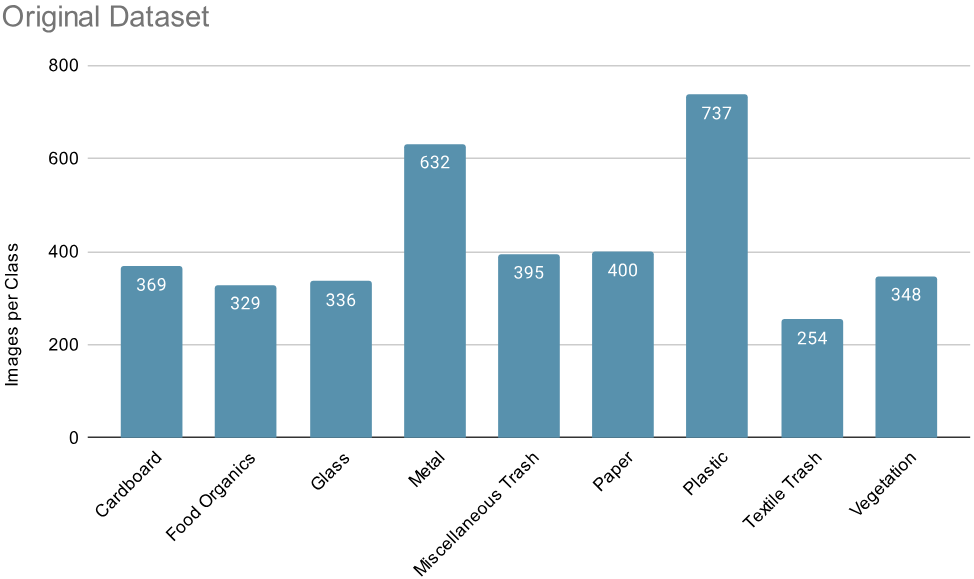 Original Dataset
Images per Class
800
600
400
200
0
369
329
336
632
395
400
737
254
348
Cardboard
Food Organics
Glass
Metal
Miscellaneous Trash
Paper
Plastic
Textile Trash
Vegetation